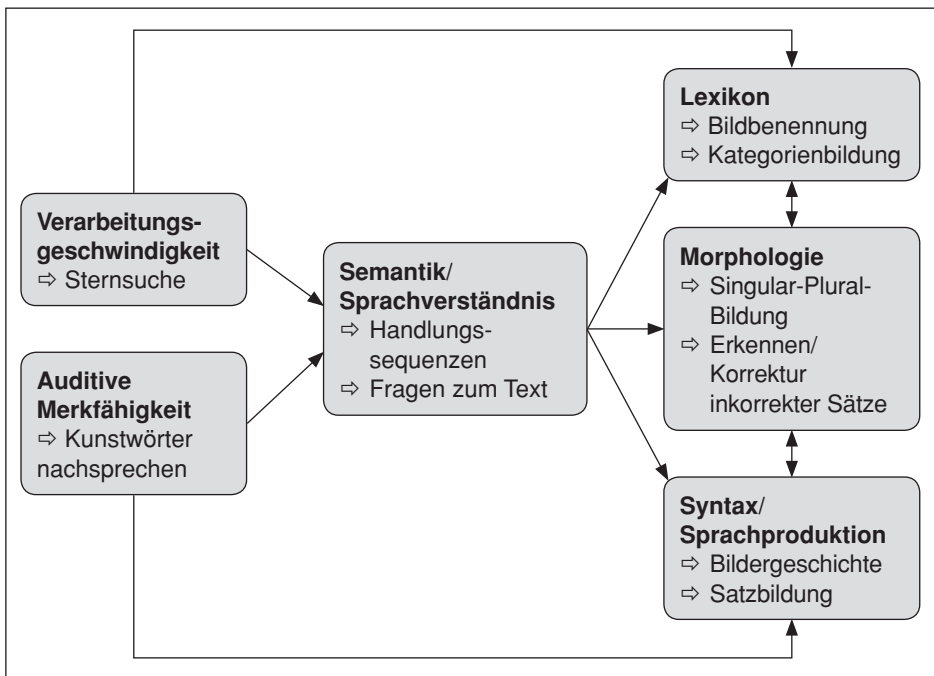 Verarbeitungs-
geschwindigkeit
⇨ Sternsuche
Auditive
Merkfähigkeit
⇨ Kunstwörter
nachsprechen
Semantik/
Sprachverständnis
⇨ Handlungs-
sequenzen
⇨ Fragen zum Text
Lexikon
⇨ Bildbenennung
⇨ Kategorienbildung
Morphologie
⇨ Singular-Plural-
Bildung
⇨ Erkennen/
Korrektur
inkorrekter Sätze
Syntax/
Sprachproduktion
⇨ Bildergeschichte
⇨ Satzbildung